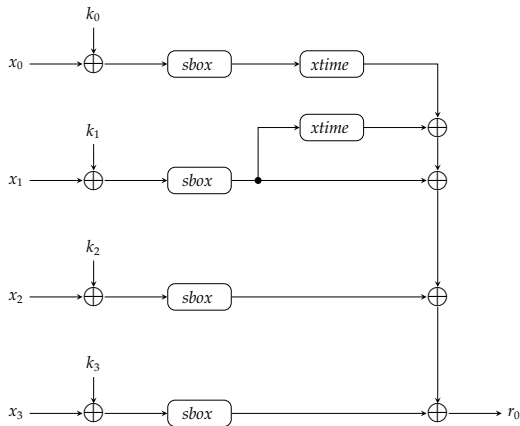 k₀
x₀ sbox xtime
xtime
k₁
x₁ sbox
k₂
x₂ sbox
k₃
x₃ sbox r₀